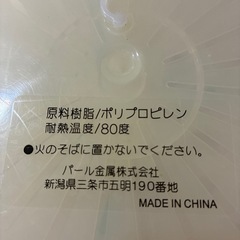 原料樹脂/ポリプロピレン
耐熱温度/80度
●火のそばに置かないでください。
パール金属株式会社
新潟県三条市五明190番地
MADE IN CHINA